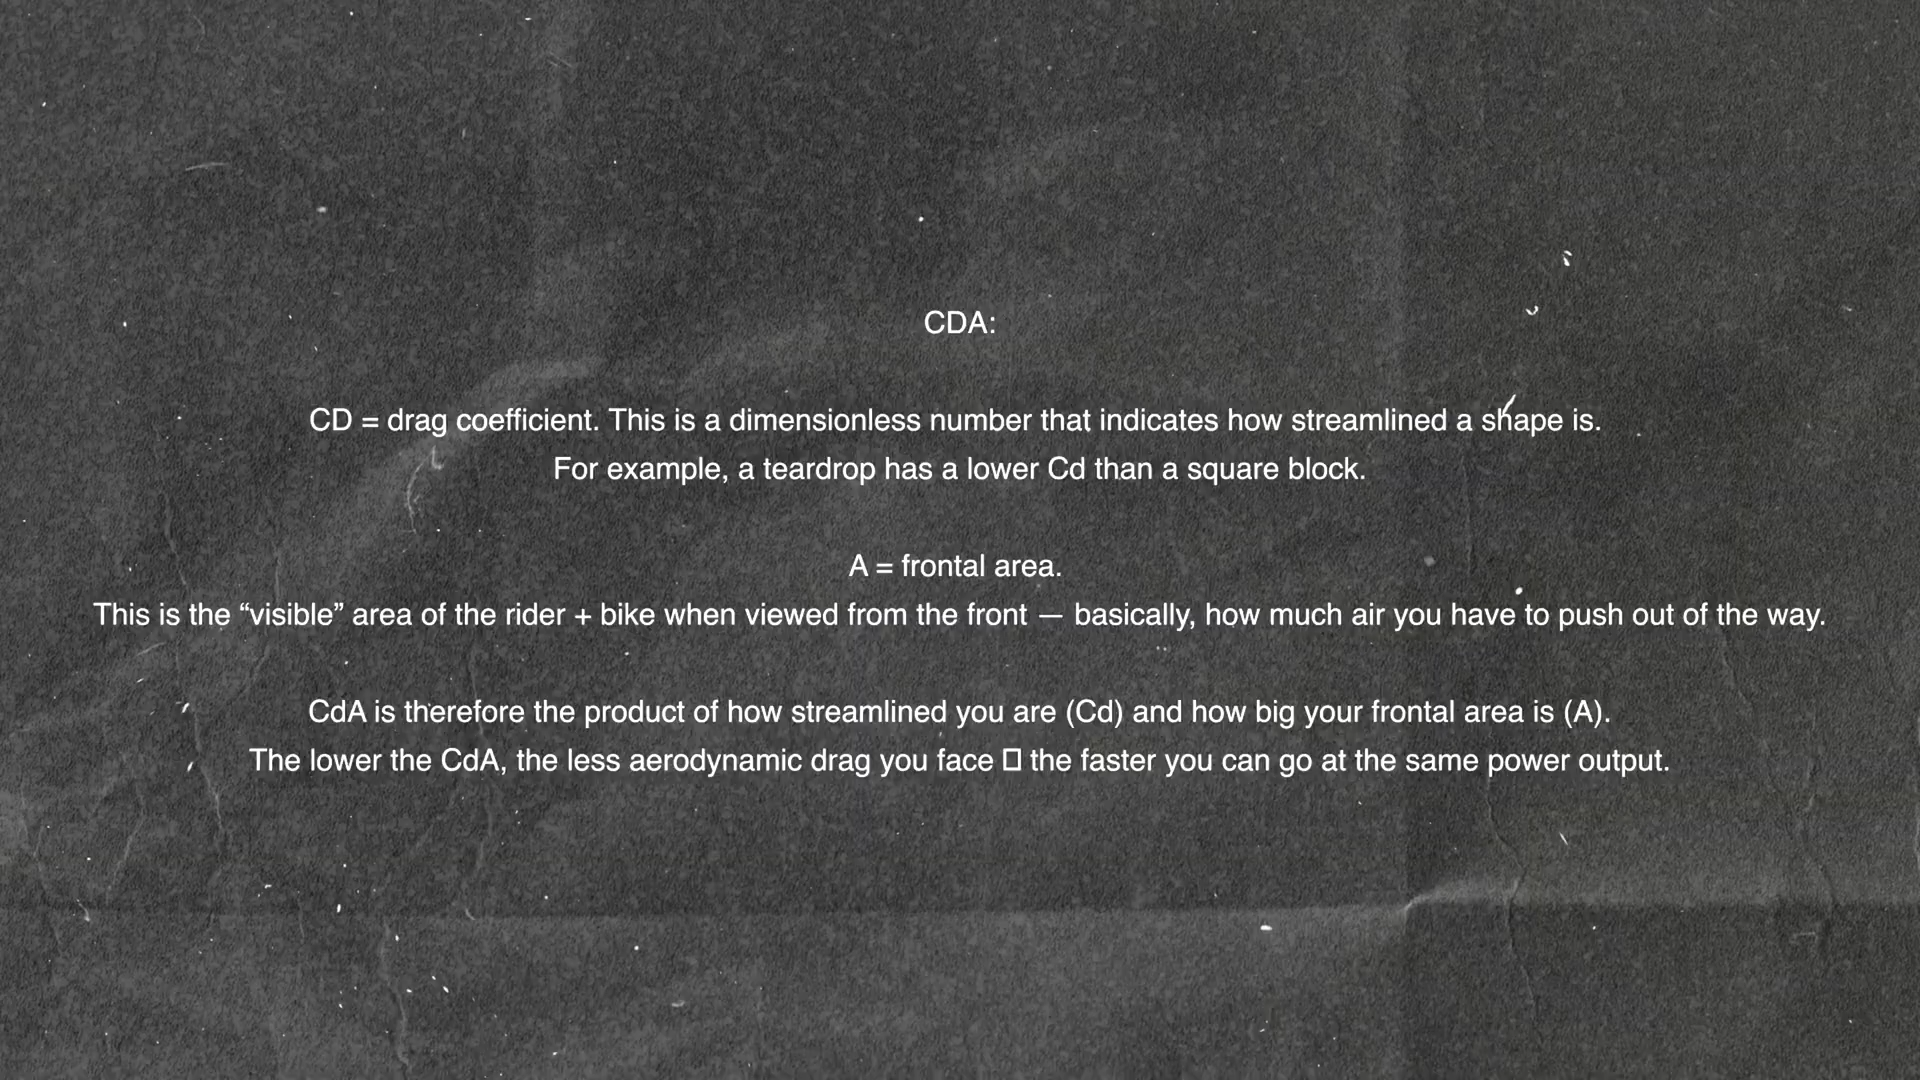 CDA:
CD = drag coefficient. This is a dimensionless number that indicates how streamlined a shape is.
For example, a teardrop has a lower Cd than a square block.
A = frontal area.
This is the “visible” area of the rider + bike when viewed from the front — basically, how much air you have to push out of the way.
CdA is therefore the product of how streamlined you are (Cd) and how big your frontal area is (A).
The lower the CdA, the less aerodynamic drag you face □ the faster you can go at the same power output.